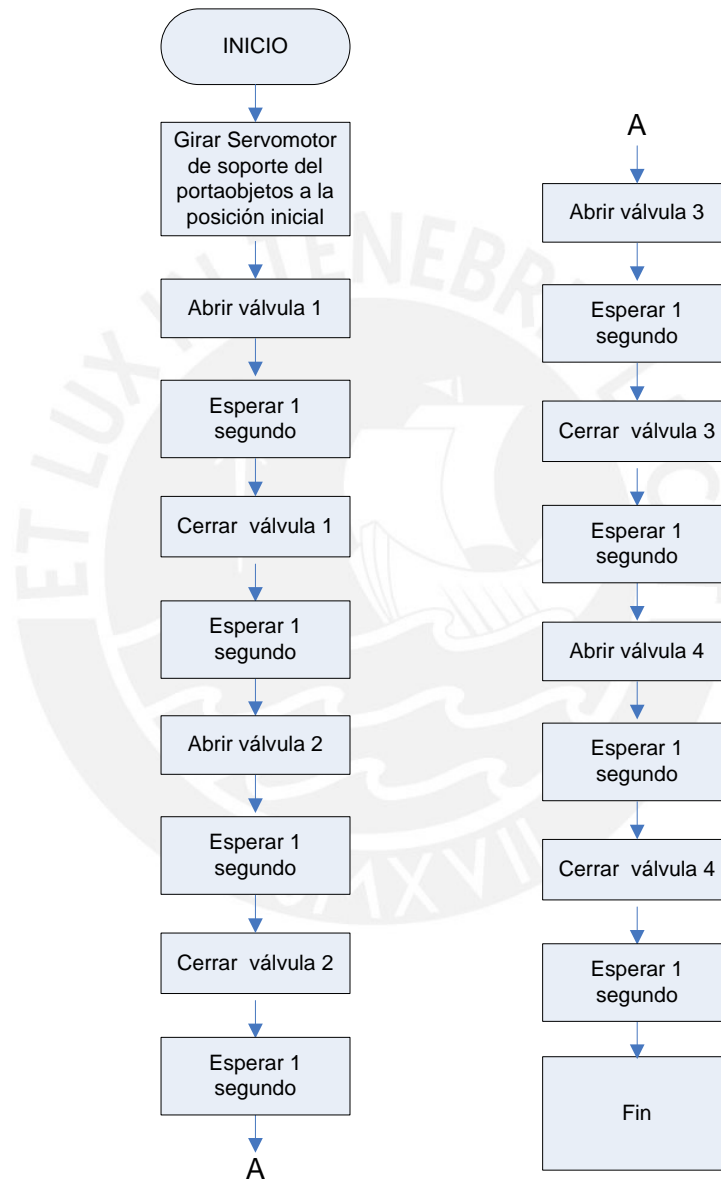 INICIO
Girar Servomotor
de soporte del
portaobjetos a la
posición inicial
Abrir válvula 1
Esperar 1
segundo
Cerrar válvula 1
Esperar 1
segundo
Abrir válvula 2
Esperar 1
segundo
Cerrar válvula 2
Esperar 1
segundo
A
A
Abrir válvula 3
Esperar 1
segundo
Cerrar válvula 3
Esperar 1
segundo
Abrir válvula 4
Esperar 1
segundo
Cerrar válvula 4
Esperar 1
segundo
Fin
ET LUX IN